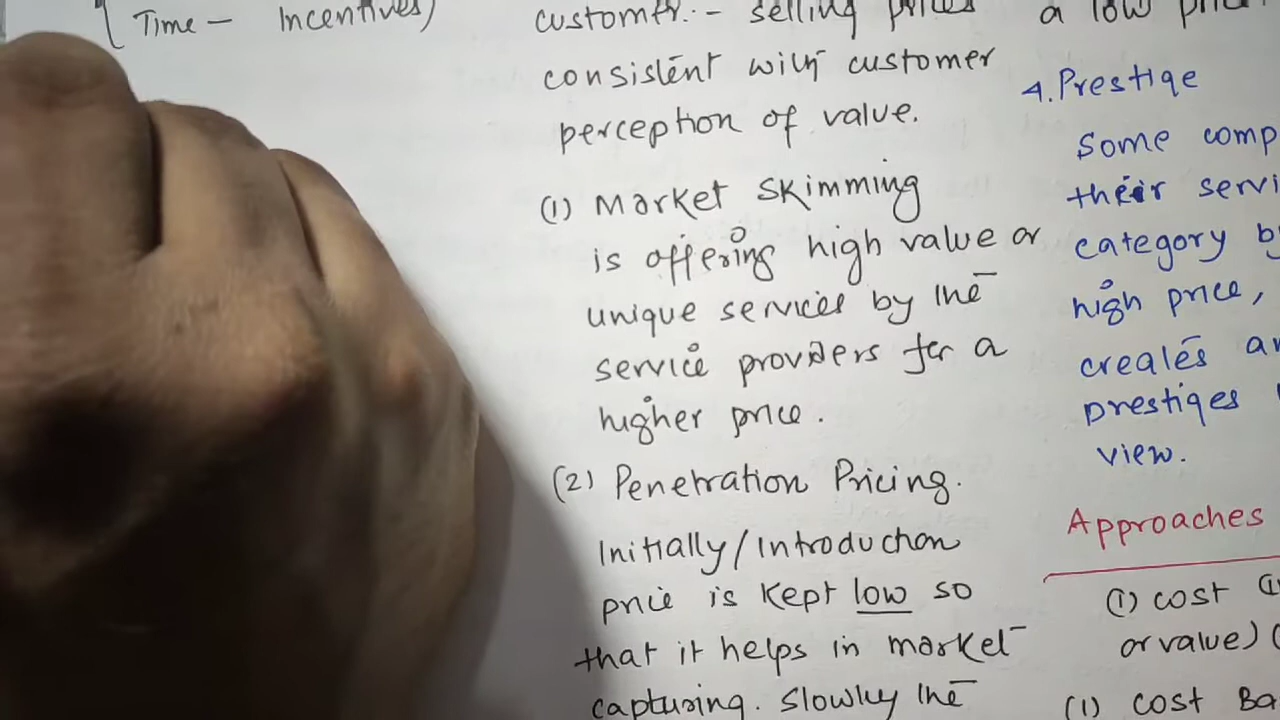 (Time - Incentives)
customer:- selling prices
consistent with customer
perception of value.
(1) Market skimming
is offering high value or
unique services by the
service providers for a
higher price.
(2) Penetration Pricing.
Initially/Introduction
price is kept low so
that it helps in market
capturing. Slowly the
a low
4. Prestige
Some
their
category
high price,
creates
prestiges
view.
Approaches
(1) cost
or value)
(1) cost